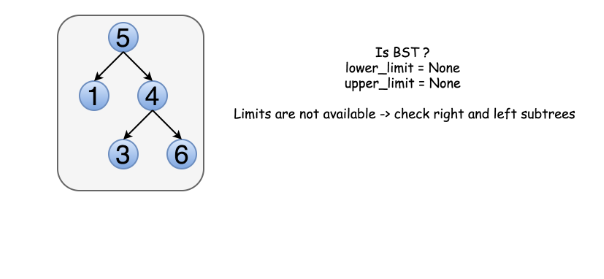 5
1 4
3 6
Is BST ?
lower_limit = None
upper_limit = None
Limits are not available -> check right and left subtrees